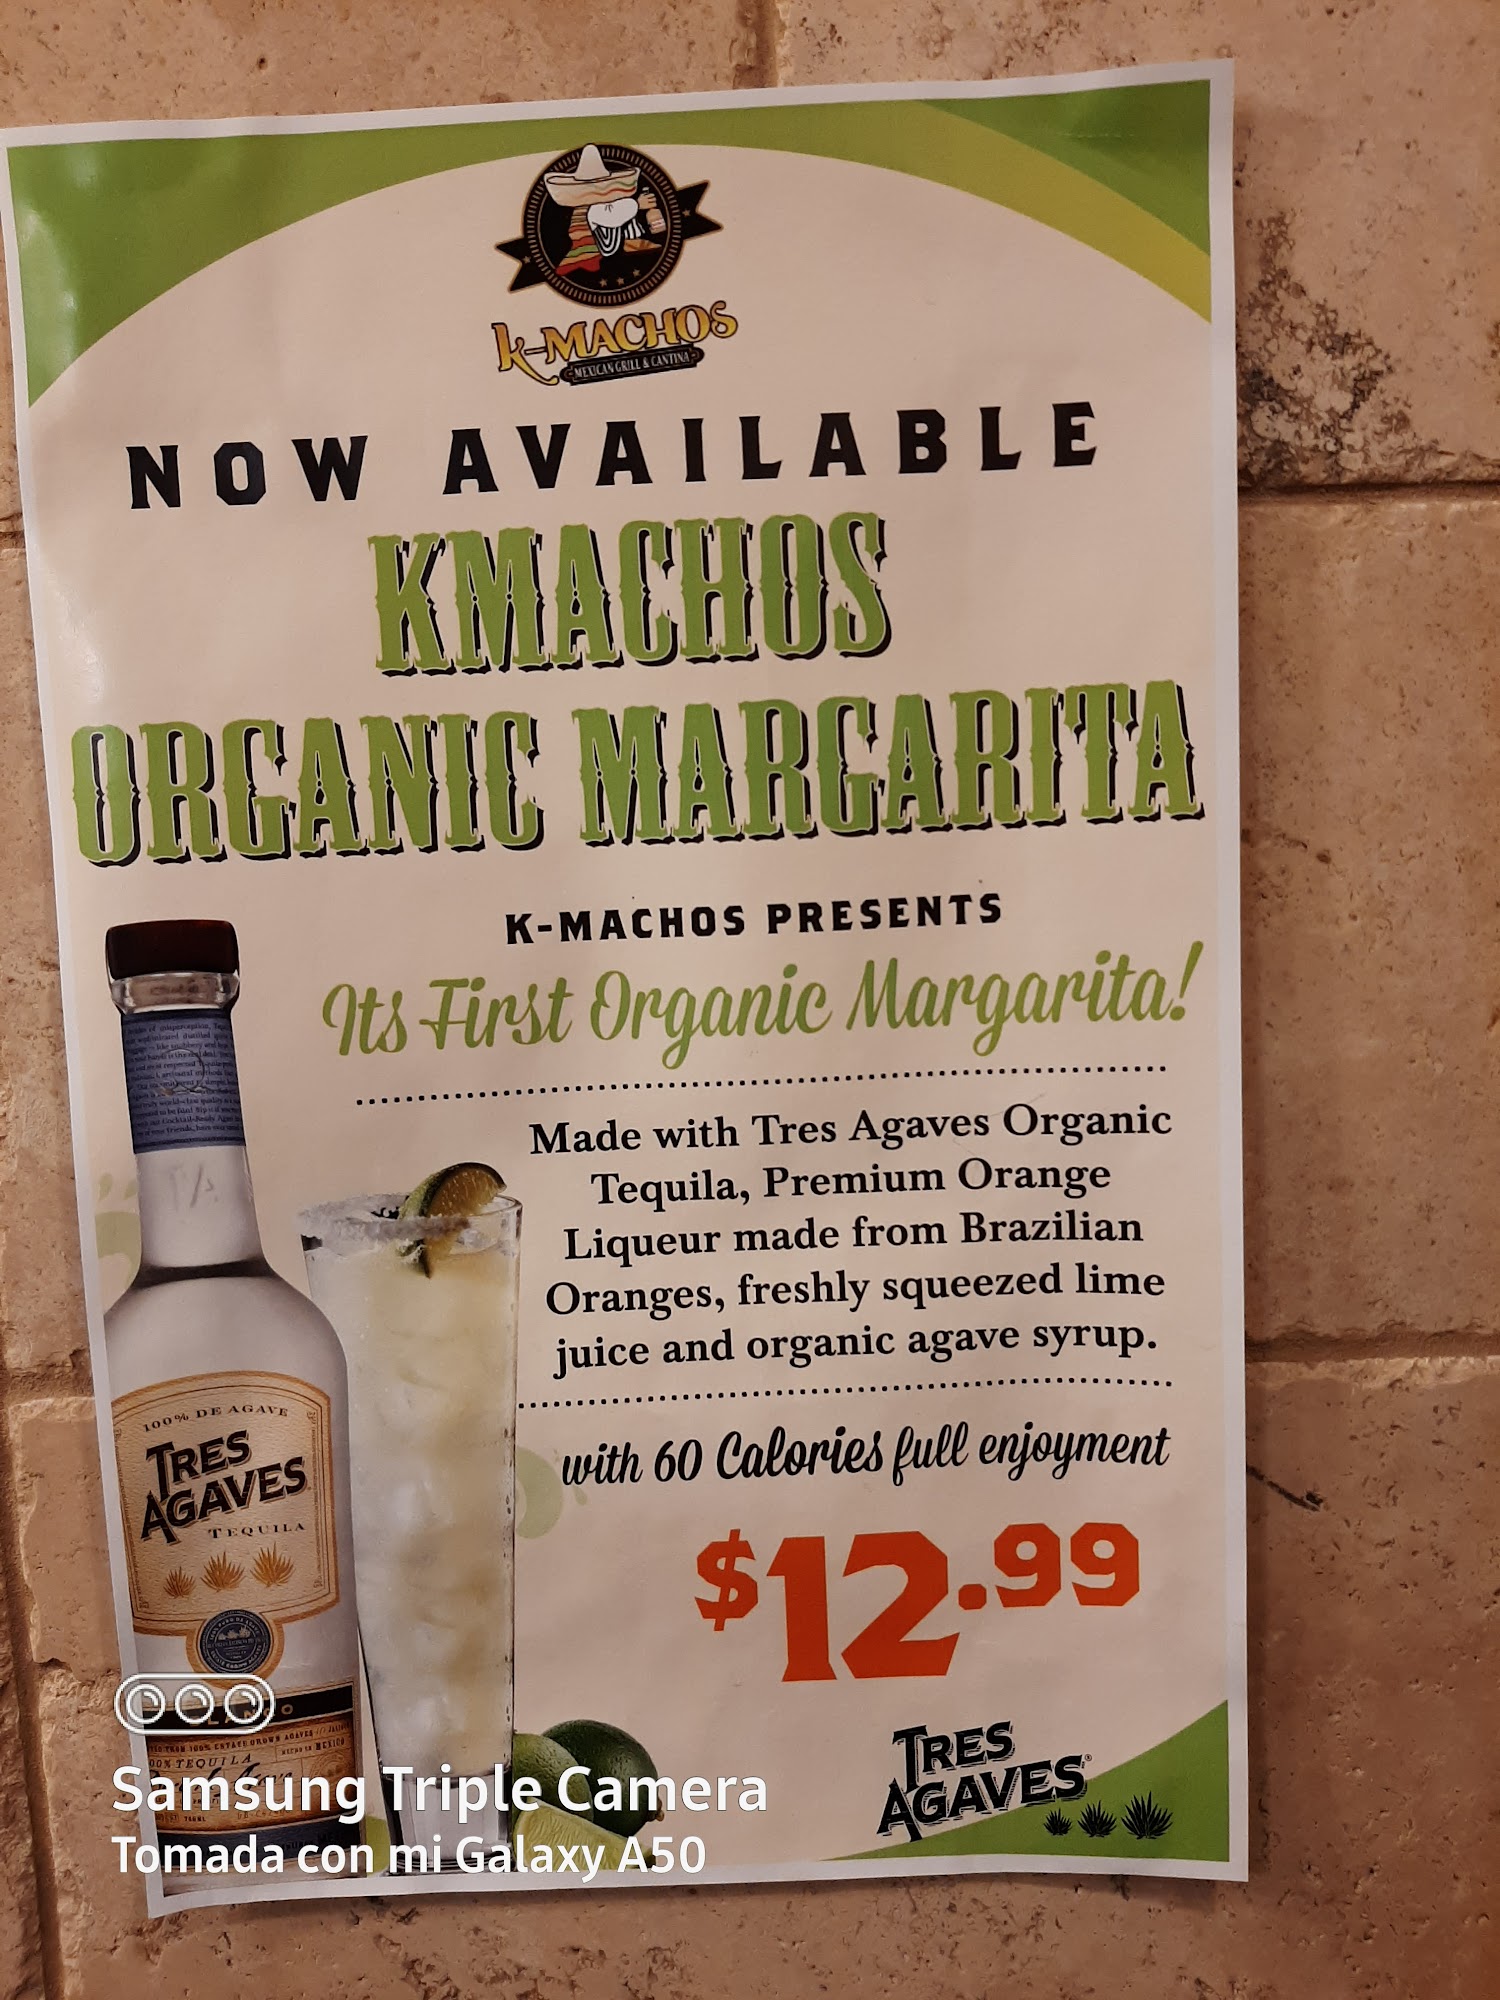 K-MACHOS
MEXICAN GRILL & CANTINA
NOW AVAILABLE
KMACHOS
ORGANIC MARGARITA
K-MACHOS PRESENTS
Its First Organic Margarita!
Made with Tres Agaves Organic
Tequila, Premium Orange
Liqueur made from Brazilian
Oranges, freshly squeezed lime
juice and organic agave syrup.
with 60 Calories full enjoyment
$12.99
100% DE AGAVE
TRES
AGAVES
TEQUILA
TRES
AGAVES®
Samsung Triple Camera
Tomada con mi Galaxy A50